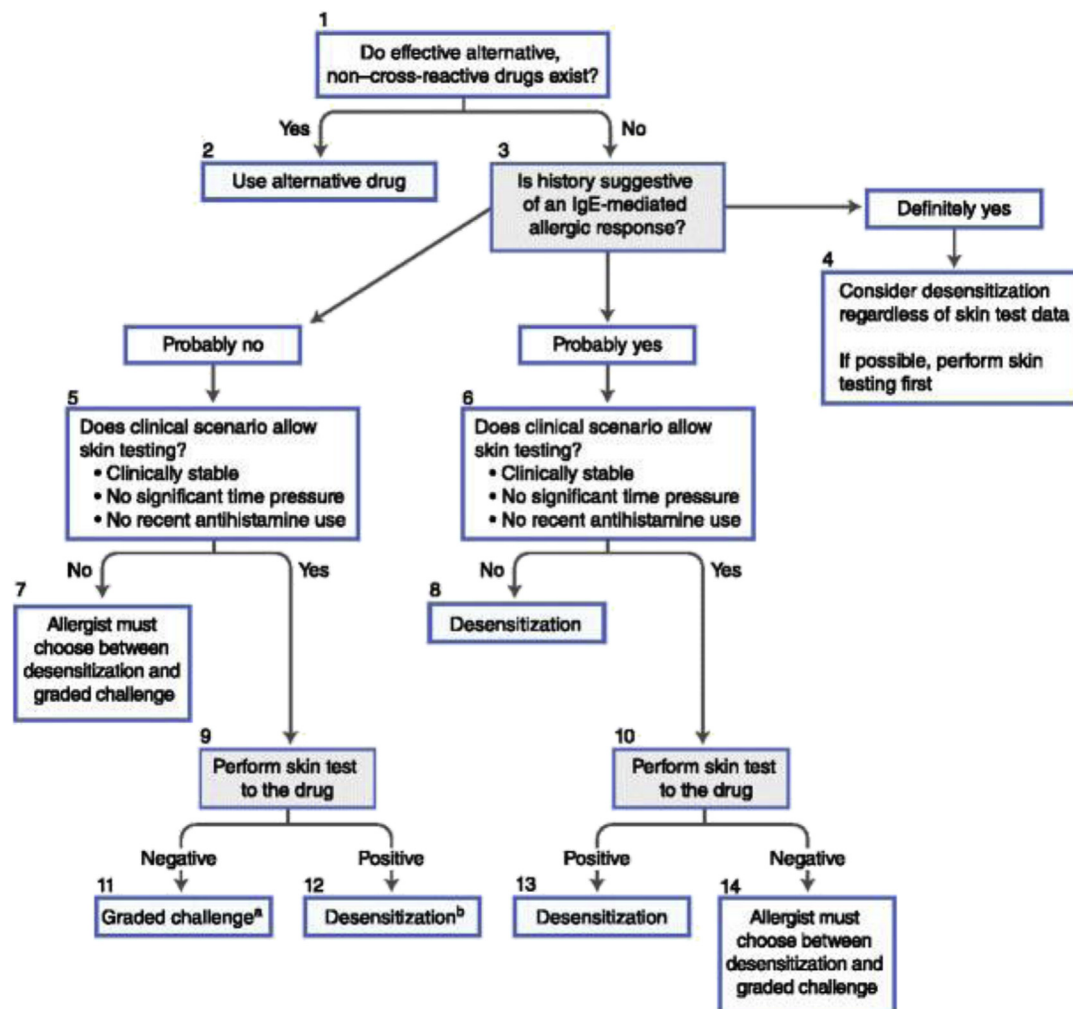 1
Do effective alternative,
non–cross-reactive drugs exist?
Yes
No
2
Use alternative drug
3
Is history suggestive
of an IgE-mediated
allergic response?
Definitely yes
4
Consider desensitization
regardless of skin test data
If possible, perform skin
testing first
Probably no
Probably yes
5
Does clinical scenario allow
skin testing?
• Clinically stable
• No significant time pressure
• No recent antihistamine use
6
Does clinical scenario allow
skin testing?
• Clinically stable
• No significant time pressure
• No recent antihistamine use
No
Yes
No
Yes
7
Allergist must
choose between
desensitization and
graded challenge
8
Desensitization
9
Perform skin test
to the drug
10
Perform skin test
to the drug
Negative
Positive
Positive
Negative
11
Graded challengeᵃ
12
Desensitizationᵇ
13
Desensitization
14
Allergist must
choose between
desensitization and
graded challenge